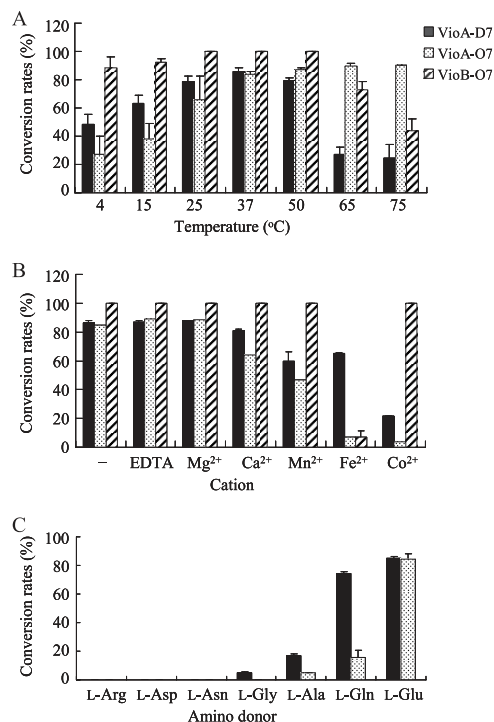 A
Conversion rates (%)
120
100
80
60
40
20
0
4 15 25 37 50 65 75
Temperature (°C)
VioA-D7
VioA-O7
VioB-O7
B
Conversion rates (%)
120
100
80
60
40
20
0
– EDTA Mg²⁺ Ca²⁺ Mn²⁺ Fe²⁺ Co²⁺
Cation
C
Conversion rates (%)
100
80
60
40
20
0
L-Arg L-Asp L-Asn L-Gly L-Ala L-Gln L-Glu
Amino donor